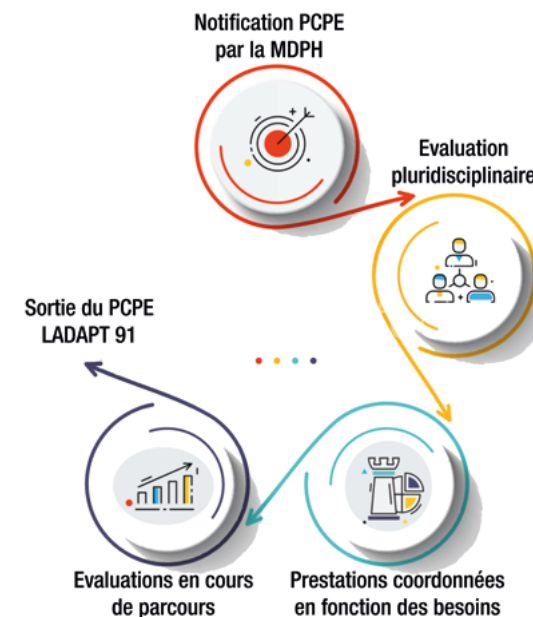 Notification PCPE
par la MDPH
Evaluation
pluridisciplinaire
Prestations coordonnées
en fonction des besoins
Evaluations en cours
de parcours
Sortie du PCPE
LADAPT 91